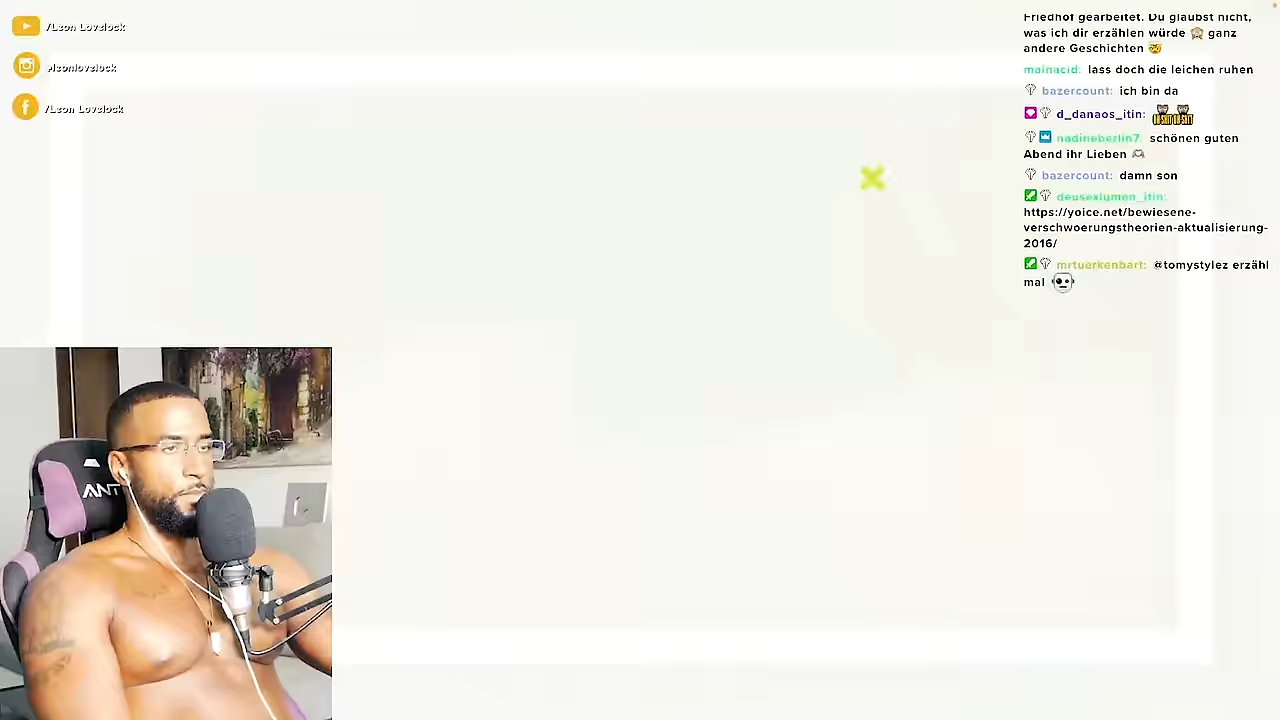 /Leon Lovelock
/leonlovelock
/Leon Lovelock
Friedhof gearbeitet. Du glaubst nicht,
was ich dir erzählen würde 🙈 ganz
andere Geschichten 🤯
mainacid: lass doch die leichen ruhen
bazercount: ich bin da
d_danaos_itin:
nadineberlin7: schönen guten
Abend ihr Lieben 🫶🏼
bazercount: damn son
deusexlumen_itin:
https://yoice.net/bewiesene-
verschwoerungstheorien-aktualisierung-
2016/
mrtuerkenbart: @tomystylez erzähl
mal
ANT